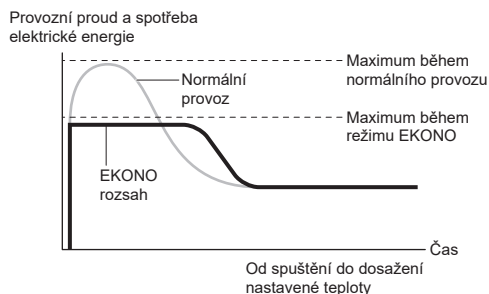 Provozní proud a spotřeba
elektrické energie
Maximum během
normálního provozu
Normální
provoz
Maximum během
režimu EKONO
EKONO
rozsah
Čas
Od spuštění do dosažení
nastavené teploty